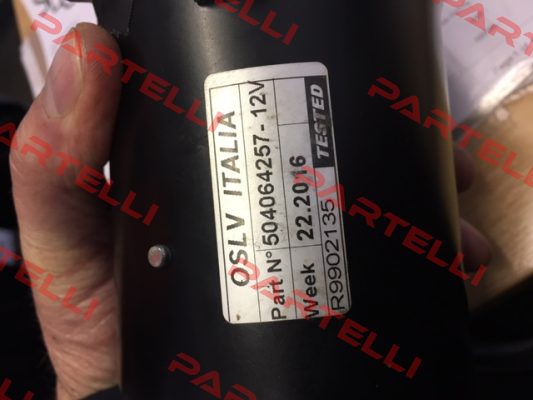 OSLV ITALIA
Part N° 504064257- 12V
Week 22.2016 TESTED
R9902135
PARTELLI
PARTELLI
PARTELLI
PARTELLI
PARTELLI
PARTELLI